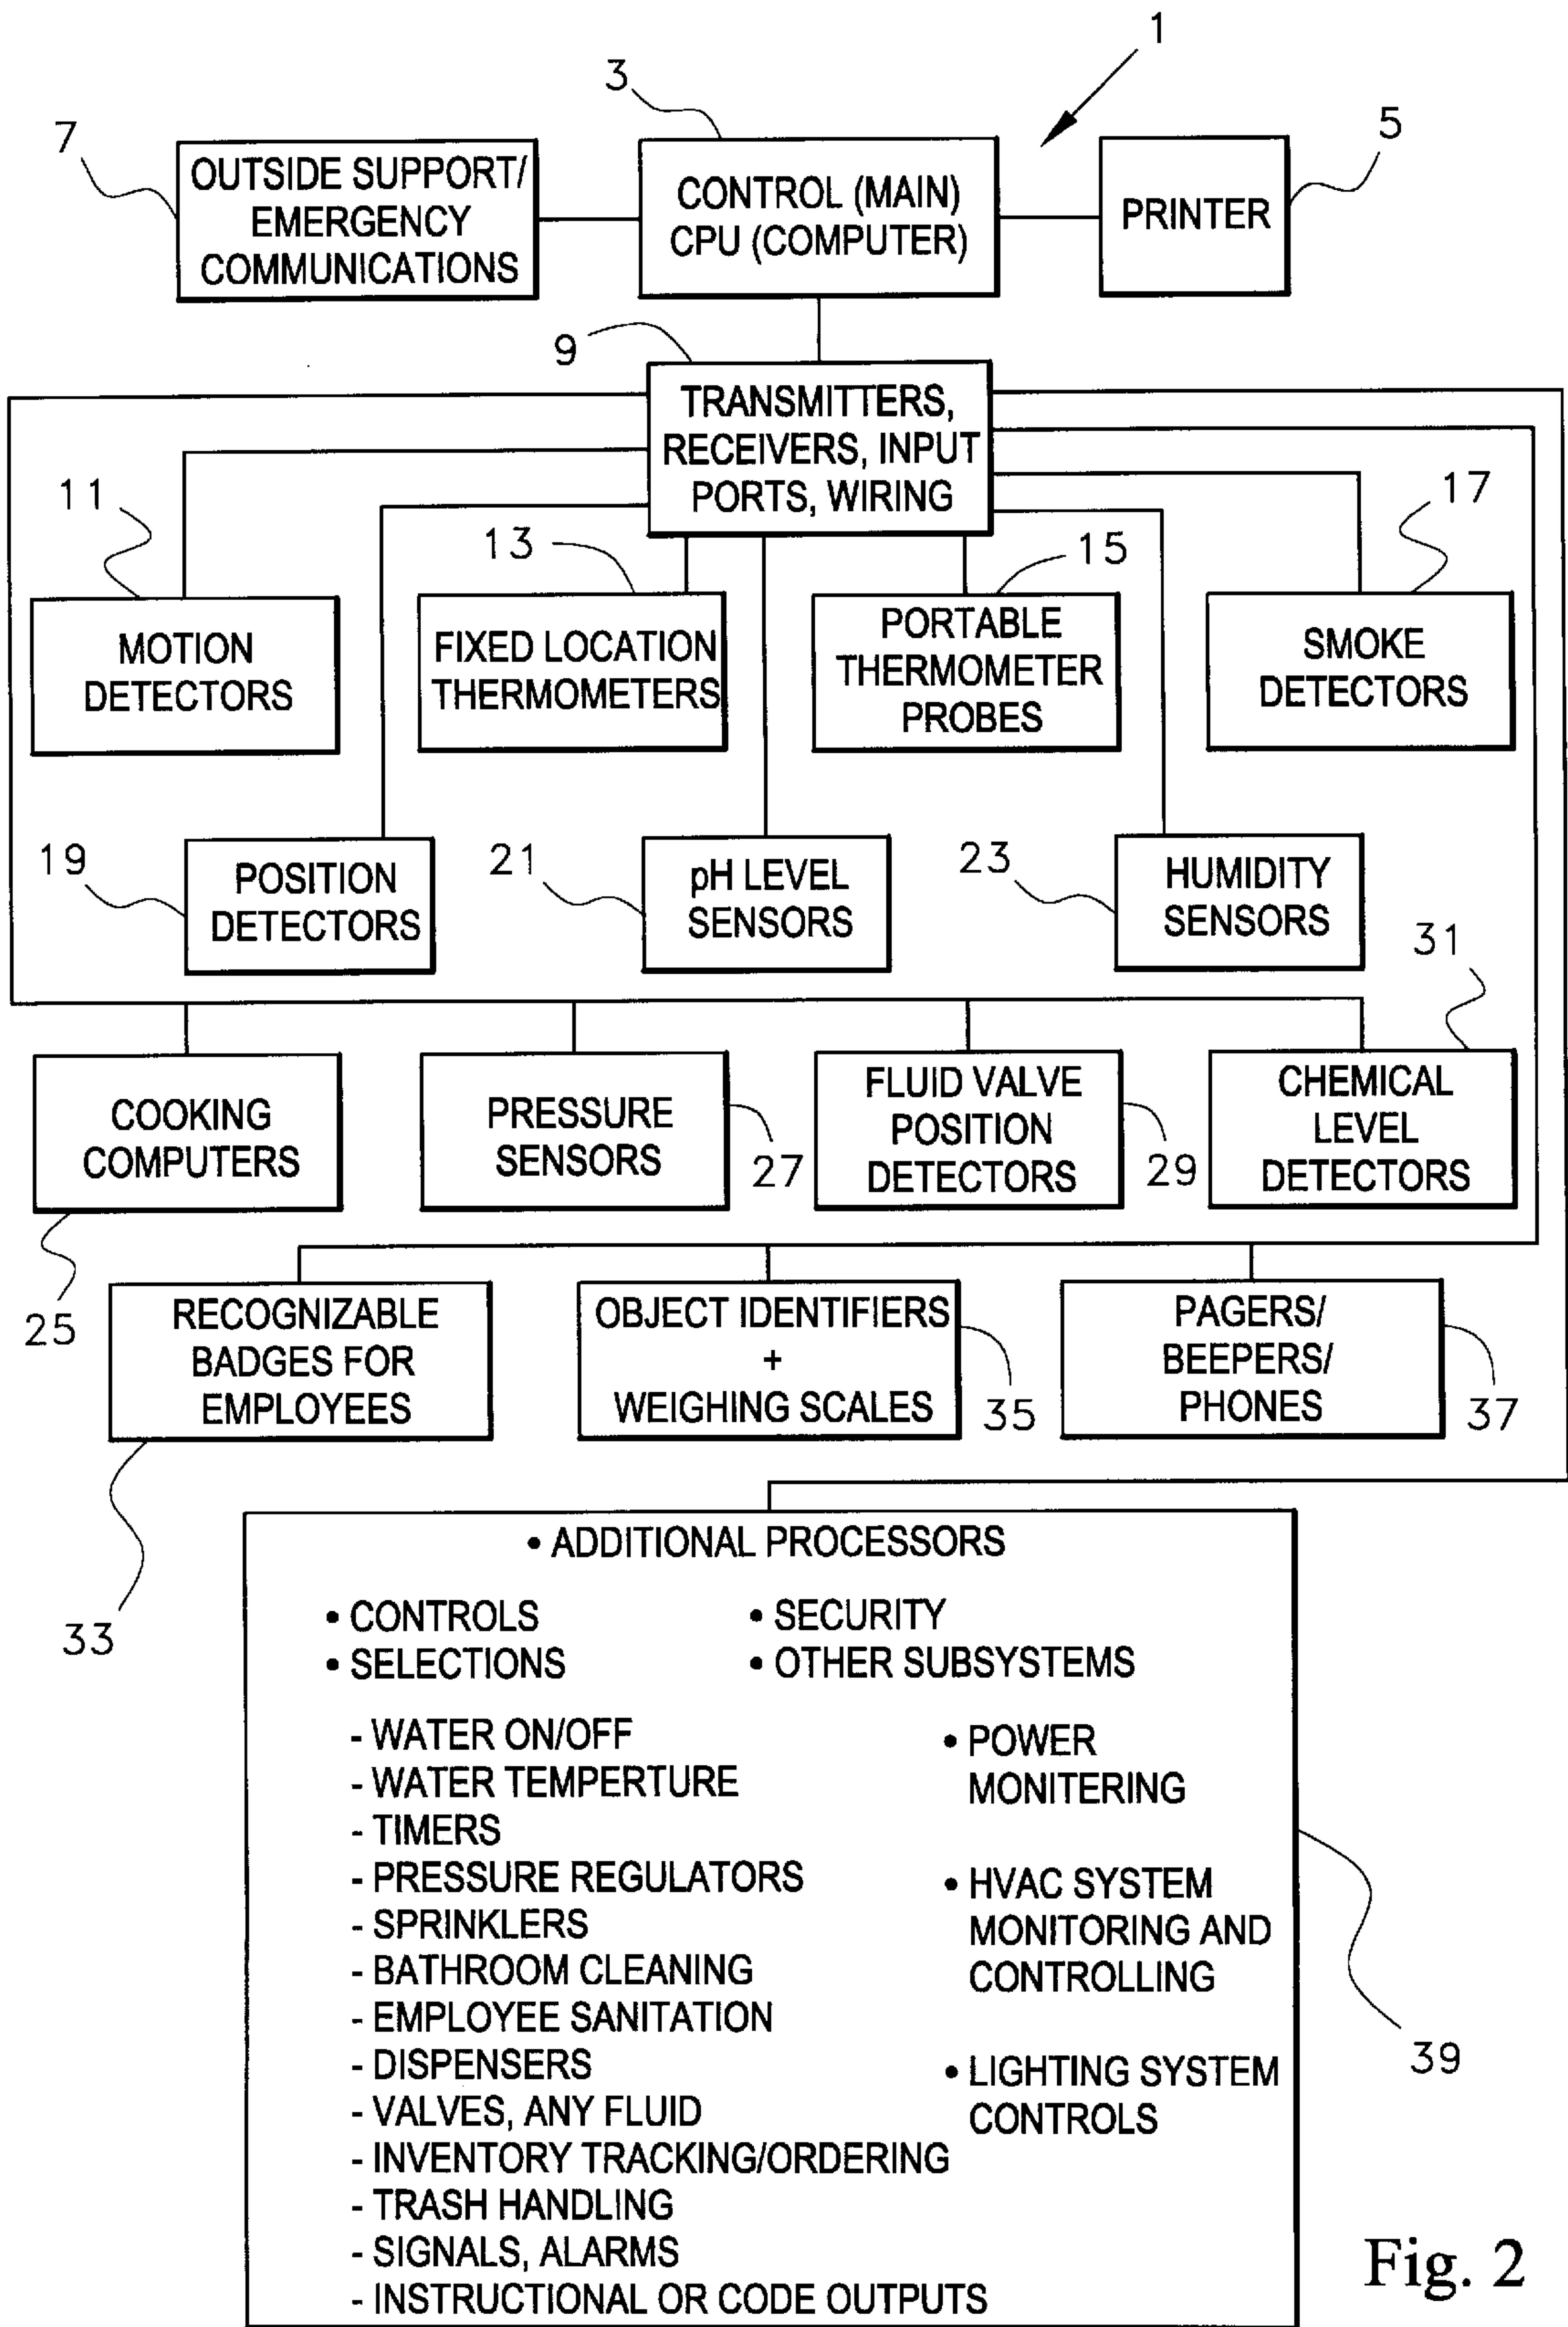 1
3
5
7
OUTSIDE SUPPORT/
EMERGENCY
COMMUNICATIONS
CONTROL (MAIN)
CPU (COMPUTER)
PRINTER
9
TRANSMITTERS,
RECEIVERS, INPUT
PORTS, WIRING
11
13
15
17
MOTION
DETECTORS
FIXED LOCATION
THERMOMETERS
PORTABLE
THERMOMETER
PROBES
SMOKE
DETECTORS
19
POSITION
DETECTORS
21
pH LEVEL
SENSORS
23
HUMIDITY
SENSORS
31
COOKING
COMPUTERS
PRESSURE
SENSORS
27
FLUID VALVE
POSITION
DETECTORS
29
CHEMICAL
LEVEL
DETECTORS
25
RECOGNIZABLE
BADGES FOR
EMPLOYEES
OBJECT IDENTIFIERS
+
WEIGHING SCALES
35
PAGERS/
BEEPERS/
PHONES
37
33
• ADDITIONAL PROCESSORS
• CONTROLS
• SELECTIONS
• SECURITY
• OTHER SUBSYSTEMS
- WATER ON/OFF
- WATER TEMPERTURE
- TIMERS
- PRESSURE REGULATORS
- SPRINKLERS
- BATHROOM CLEANING
- EMPLOYEE SANITATION
- DISPENSERS
- VALVES, ANY FLUID
- INVENTORY TRACKING/ORDERING
- TRASH HANDLING
- SIGNALS, ALARMS
- INSTRUCTIONAL OR CODE OUTPUTS
• POWER
MONITERING
• HVAC SYSTEM
MONITORING AND
CONTROLLING
• LIGHTING SYSTEM
CONTROLS
39
Fig. 2